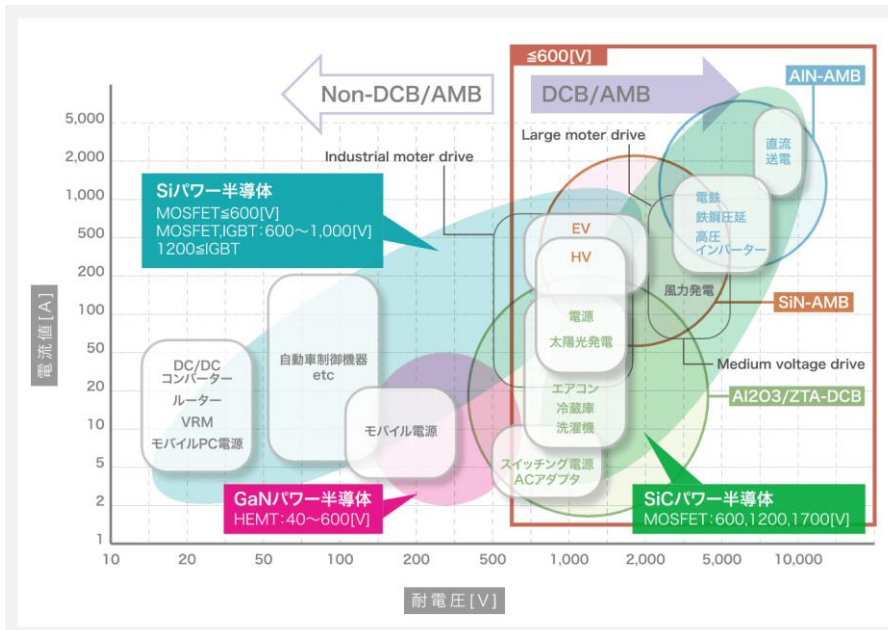 ≦600[V]
Non-DCB/AMB
DCB/AMB
AlN-AMB
Large moter drive
Industrial moter drive
直流
送電
Siパワー半導体
MOSFET≦600[V]
MOSFET,IGBT:600〜1,000[V]
1200≦IGBT
電鉄
鉄鋼圧延
高圧
インバーター
EV
HV
風力発電
SiN-AMB
電源
太陽光発電
Medium voltage drive
DC/DC
コンバーター
ルーター
VRM
モバイルPC電源
自動車制御機器
etc
モバイル電源
エアコン
冷蔵庫
洗濯機
Al2O3/ZTA-DCB
スイッチング電源
ACアダプタ
GaNパワー半導体
HEMT:40〜600[V]
SiCパワー半導体
MOSFET:600,1200,1700[V]
電流値[A]
5,000
2,000
1,000
500
200
100
50
20
10
5
2
1
10
20
50
100
200
500
1,000
2,000
5,000
10,000
耐電圧[V]